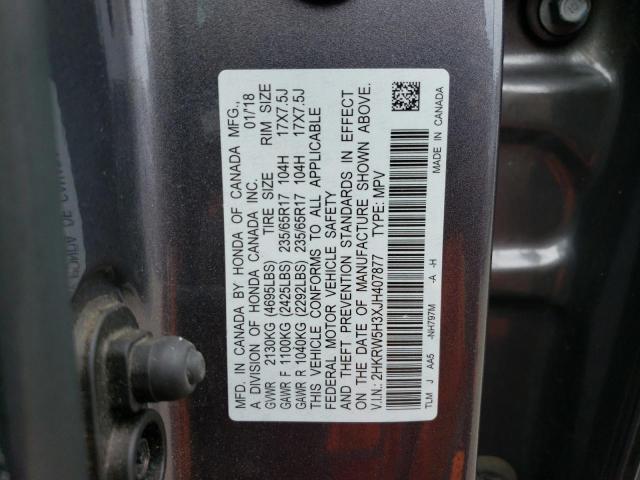 MFD. IN CANADA BY HONDA OF CANADA MFG.,
A DIVISION OF HONDA CANADA INC. 01/18
GVWR 2130KG (4695LBS) TIRE SIZE RIM SIZE
GAWR F 1100KG (2425LBS) 235/65R17 104H 17X7.5J
GAWR R 1040KG (2292LBS) 235/65R17 104H 17X7.5J
THIS VEHICLE CONFORMS TO ALL APPLICABLE
FEDERAL MOTOR VEHICLE SAFETY
AND THEFT PREVENTION STANDARDS IN EFFECT
ON THE DATE OF MANUFACTURE SHOWN ABOVE.
V.I.N.: 2HKRW5H3XJH407877 TYPE: MPV
TLM J AA5 -NH797M -A -H MADE IN CANADA